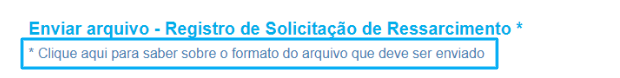 Enviar arquivo - Registro de Solicitação de Ressarcimento *
* Clique aqui para saber sobre o formato do arquivo que deve ser enviado